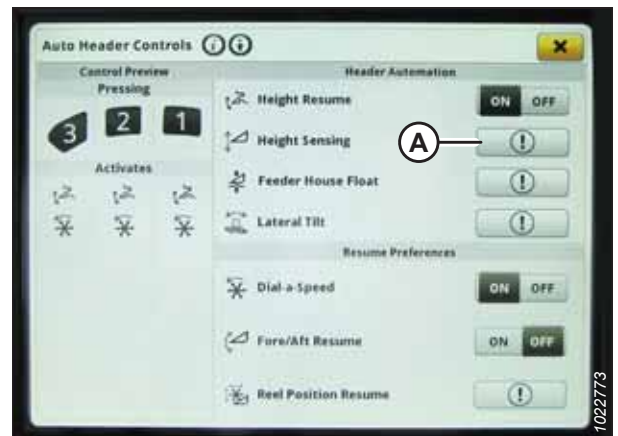 Auto Header Controls
Control Preview
Pressing
3 2 1
Activates
Header Automation
Height Resume ON OFF
Height Sensing
A
Feeder House Float
Lateral Tilt
Resume Preferences
Dial-a-Speed ON OFF
Fore/Aft Resume ON OFF
Reel Position Resume
1022773